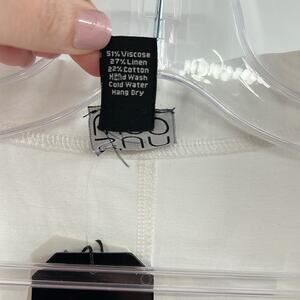 51% Viscose
27% Linen
22% Cotton
Hand Wash
Cold Water
Hang Dry